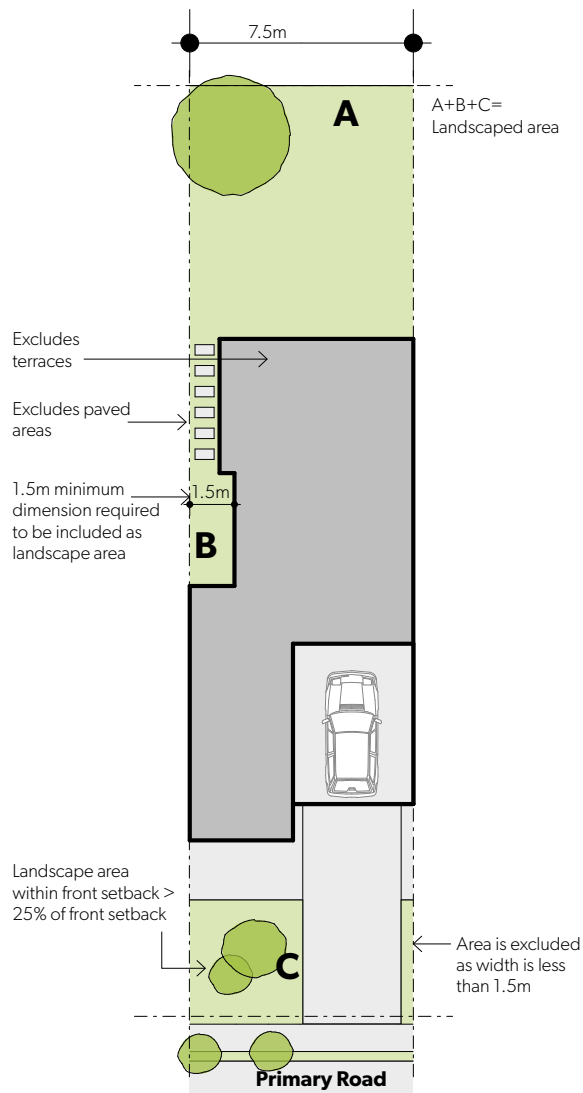 7.5m
A
A+B+C=
Landscaped area
Excludes
terraces
Excludes paved
areas
1.5m minimum
dimension required
to be included as
landscape area
1.5m
B
Landscape area
within front setback >
25% of front setback
C
Area is excluded
as width is less
than 1.5m
Primary Road